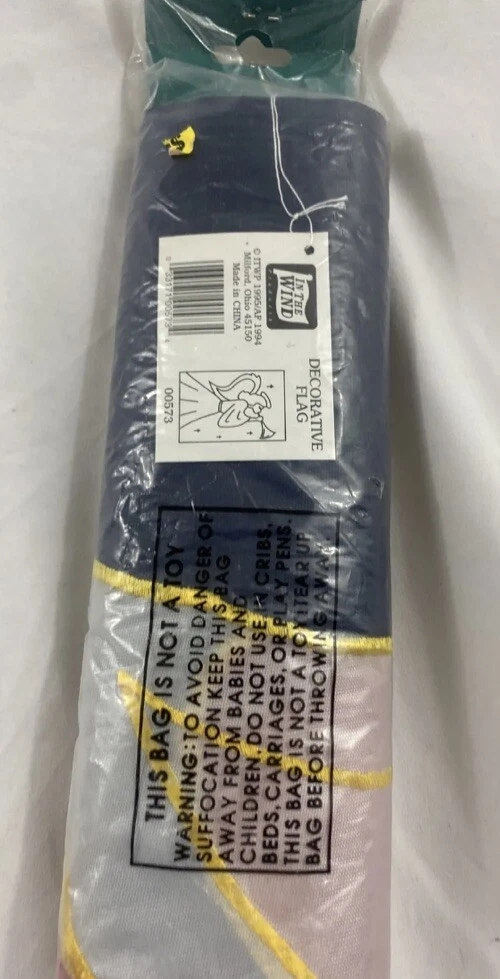 IN THE
WIND
© ITWP 1995/AF 1994
Milford, Ohio 45150
Made in CHINA
DECORATIVE
FLAG
00573
THIS BAG IS NOT A TOY
WARNING: TO AVOID DANGER OF
SUFFOCATION KEEP THIS BAG
AWAY FROM BABIES AND
CHILDREN. DO NOT USE IN CRIBS,
BEDS, CARRIAGES, OR PLAY PENS.
THIS BAG IS NOT A TOY. TEAR UP
BAG BEFORE THROWING AWAY.